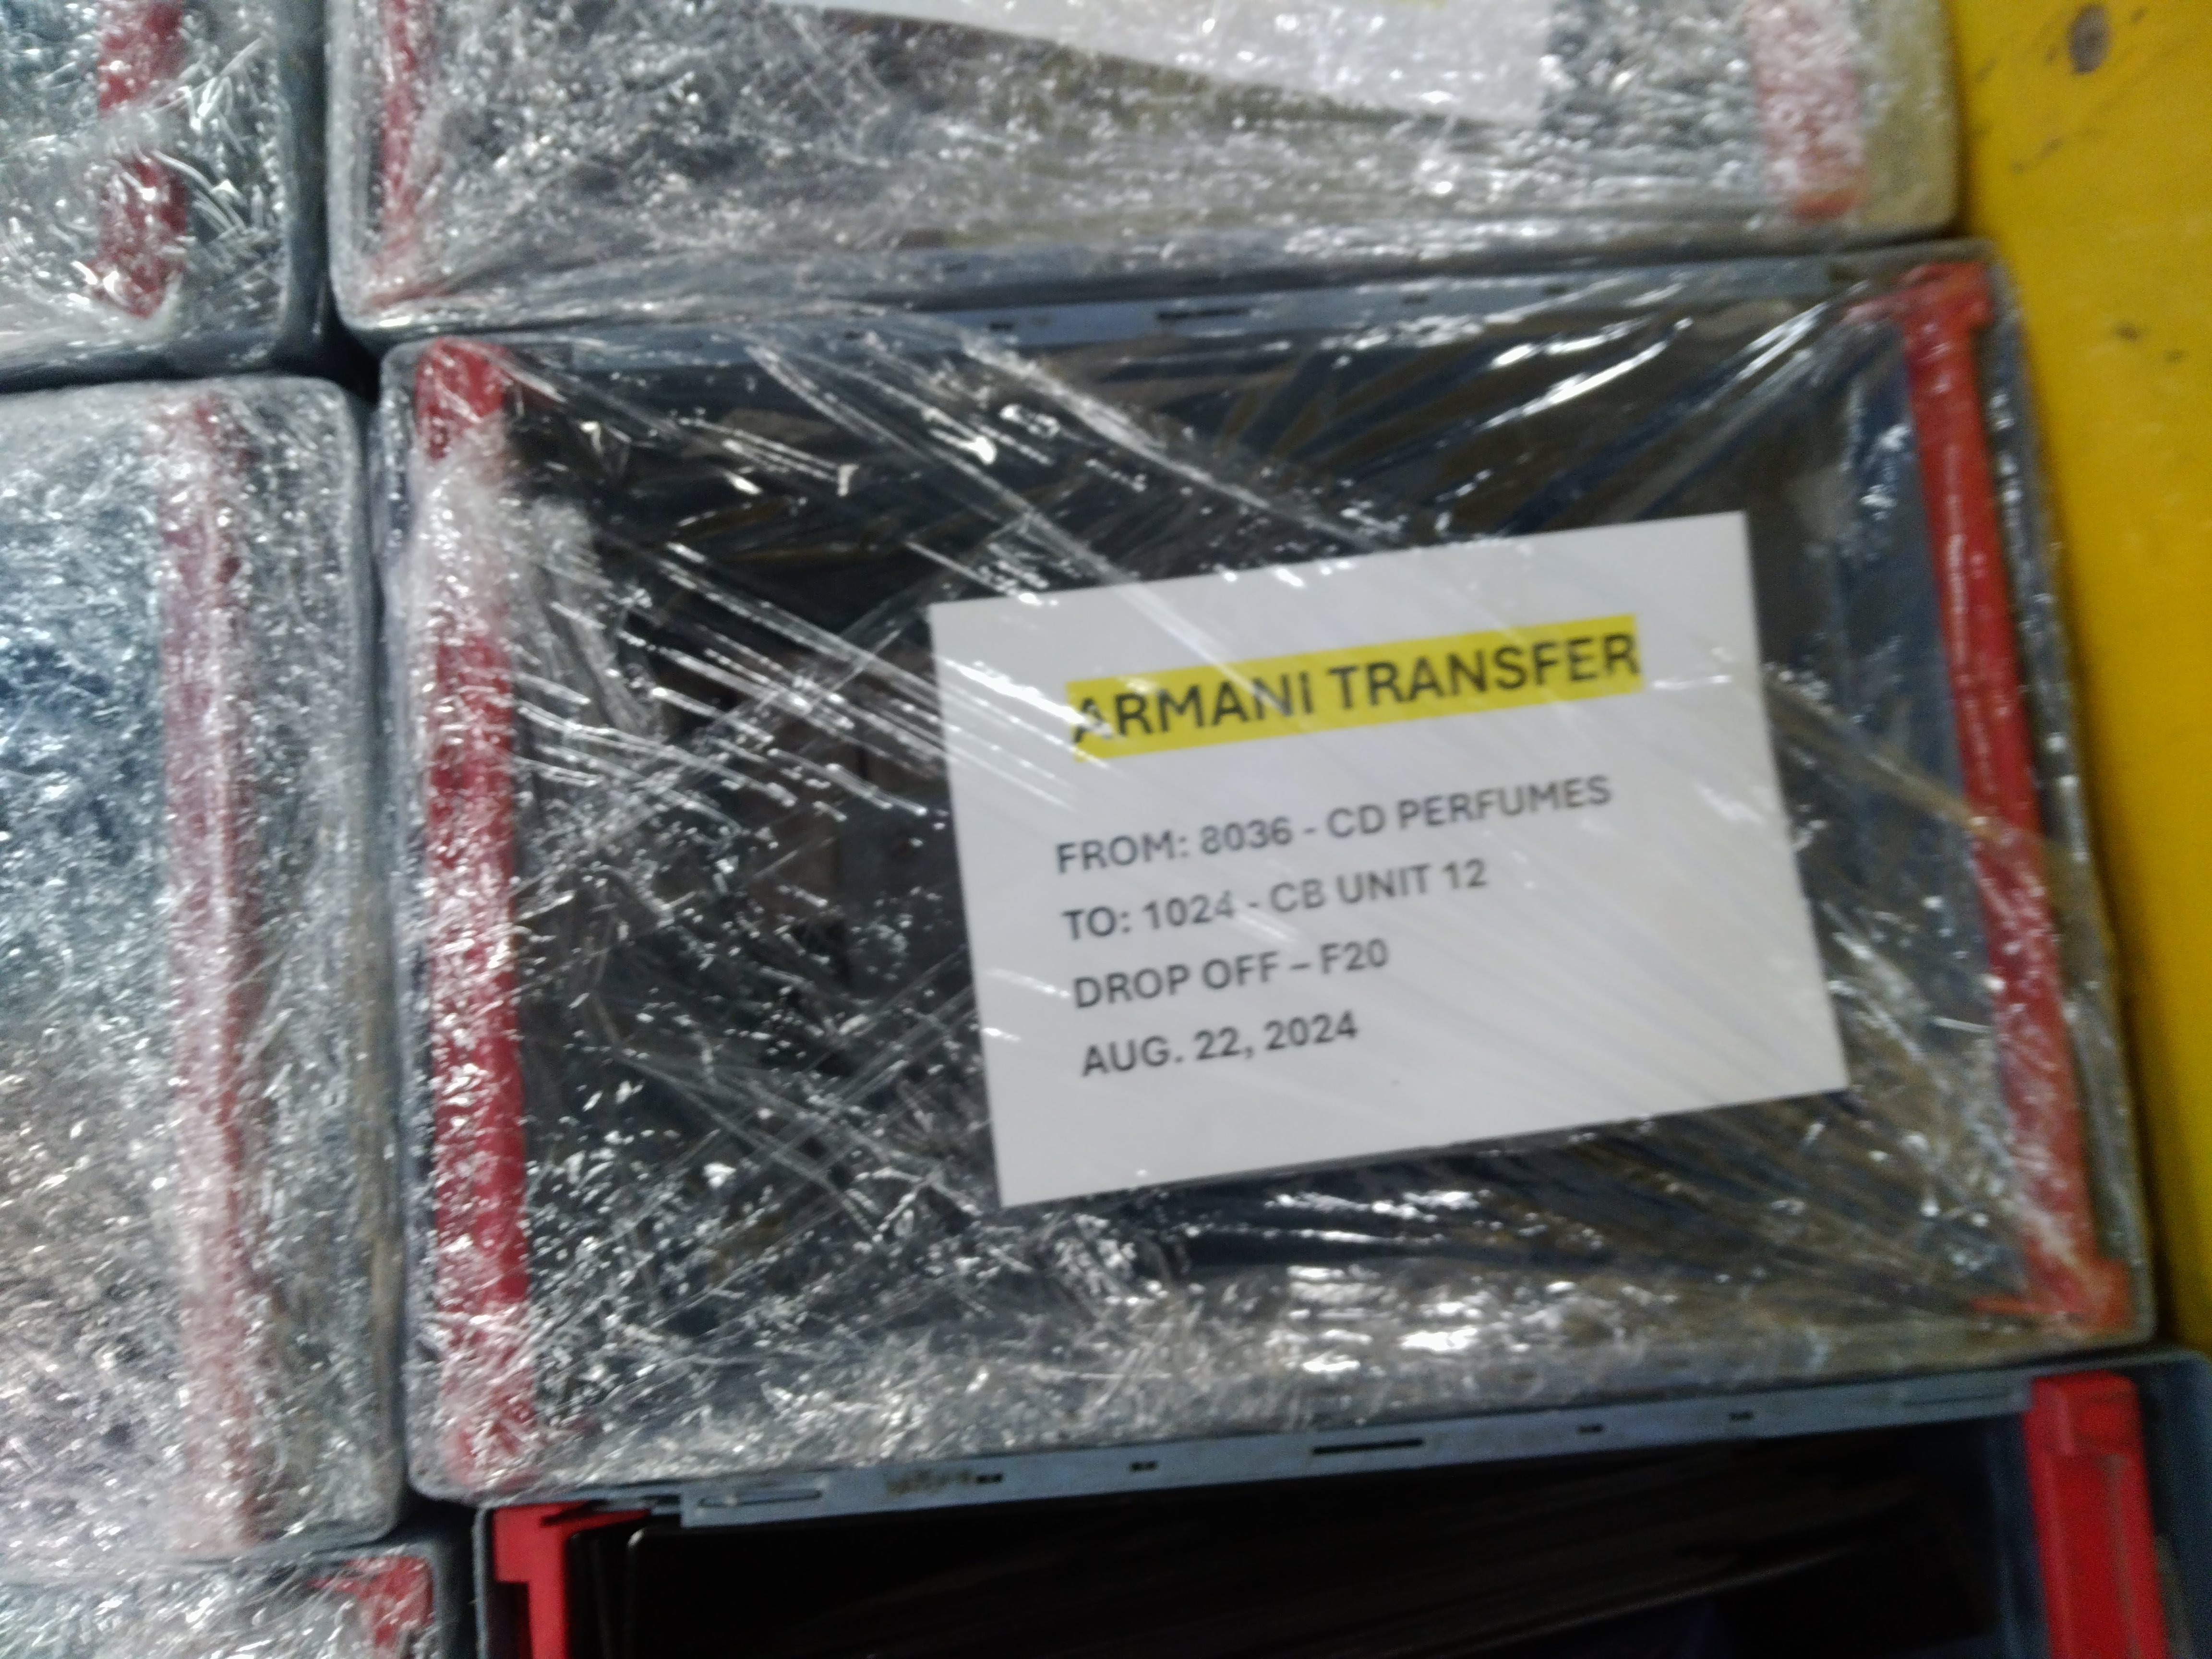 ARMANI TRANSFER
FROM: 8036 - CD PERFUMES
TO: 1024 - CB UNIT 12
DROP OFF – F20
AUG. 22, 2024